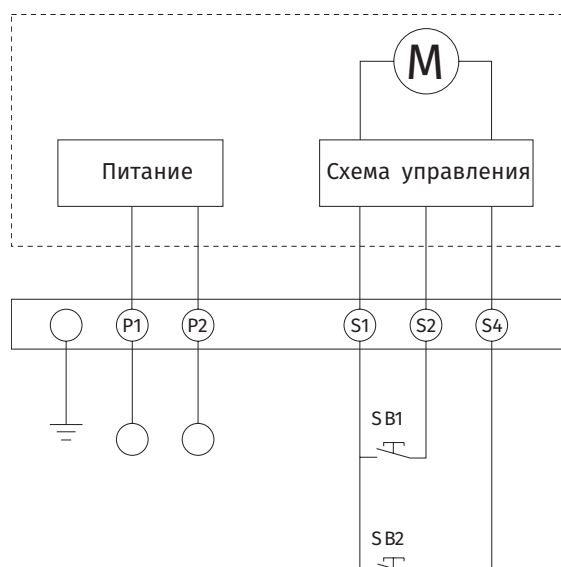 M
Питание
Схема управления
P1 P2 S1 S2 S4
SB1
SB2